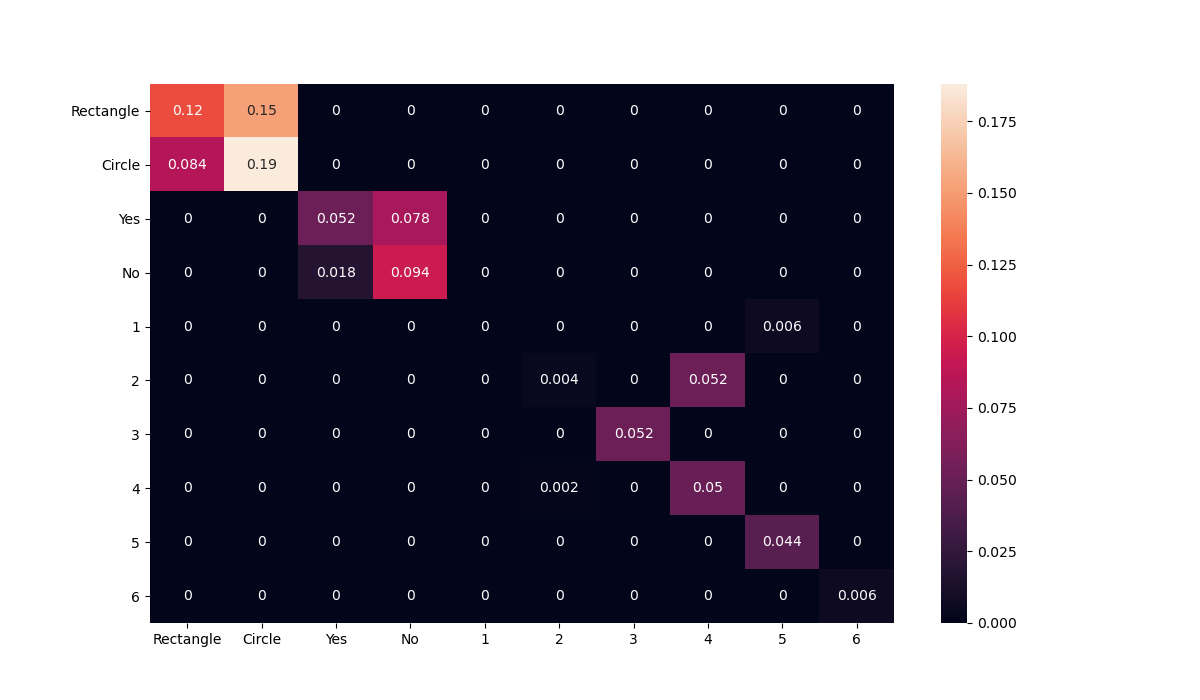 Rectangle 0.12 0.15 0 0 0 0 0 0 0 0
Circle 0.084 0.19 0 0 0 0 0 0 0 0
Yes 0 0 0.052 0.078 0 0 0 0 0 0
No 0 0 0.018 0.094 0 0 0 0 0 0
1 0 0 0 0 0 0 0 0 0.006 0
2 0 0 0 0 0 0.004 0 0.052 0 0
3 0 0 0 0 0 0 0.052 0 0 0
4 0 0 0 0 0 0.002 0 0.05 0 0
5 0 0 0 0 0 0 0 0 0.044 0
6 0 0 0 0 0 0 0 0 0 0.006
Rectangle Circle Yes No 1 2 3 4 5 6
0.175
0.150
0.125
0.100
0.075
0.050
0.025
0.000